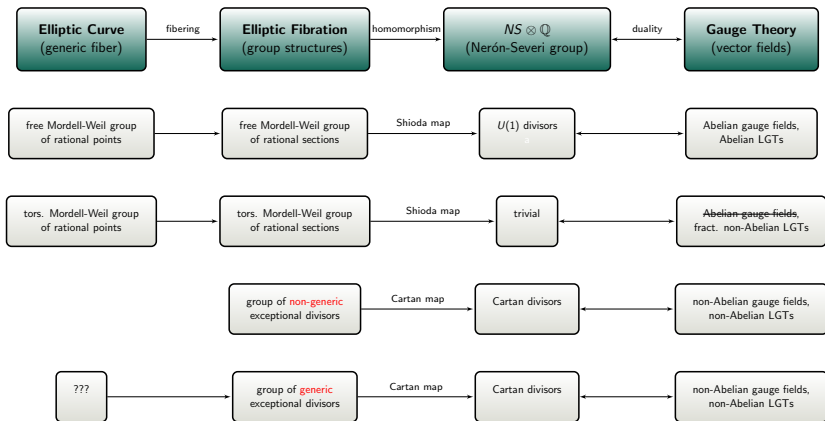 Elliptic Curve
(generic fiber)
fibering
Elliptic Fibration
(group structures)
homomorphism
NS ⊗ ℚ
(Nerón-Severi group)
duality
Gauge Theory
(vector fields)
free Mordell-Weil group
of rational points
free Mordell-Weil group
of rational sections
Shioda map
U(1) divisors
Abelian gauge fields,
Abelian LGTs
tors. Mordell-Weil group
of rational points
tors. Mordell-Weil group
of rational sections
Shioda map
trivial
Abelian gauge fields,
fract. non-Abelian LGTs
group of non-generic
exceptional divisors
Cartan map
Cartan divisors
non-Abelian gauge fields,
non-Abelian LGTs
???
group of generic
exceptional divisors
Cartan map
Cartan divisors
non-Abelian gauge fields,
non-Abelian LGTs